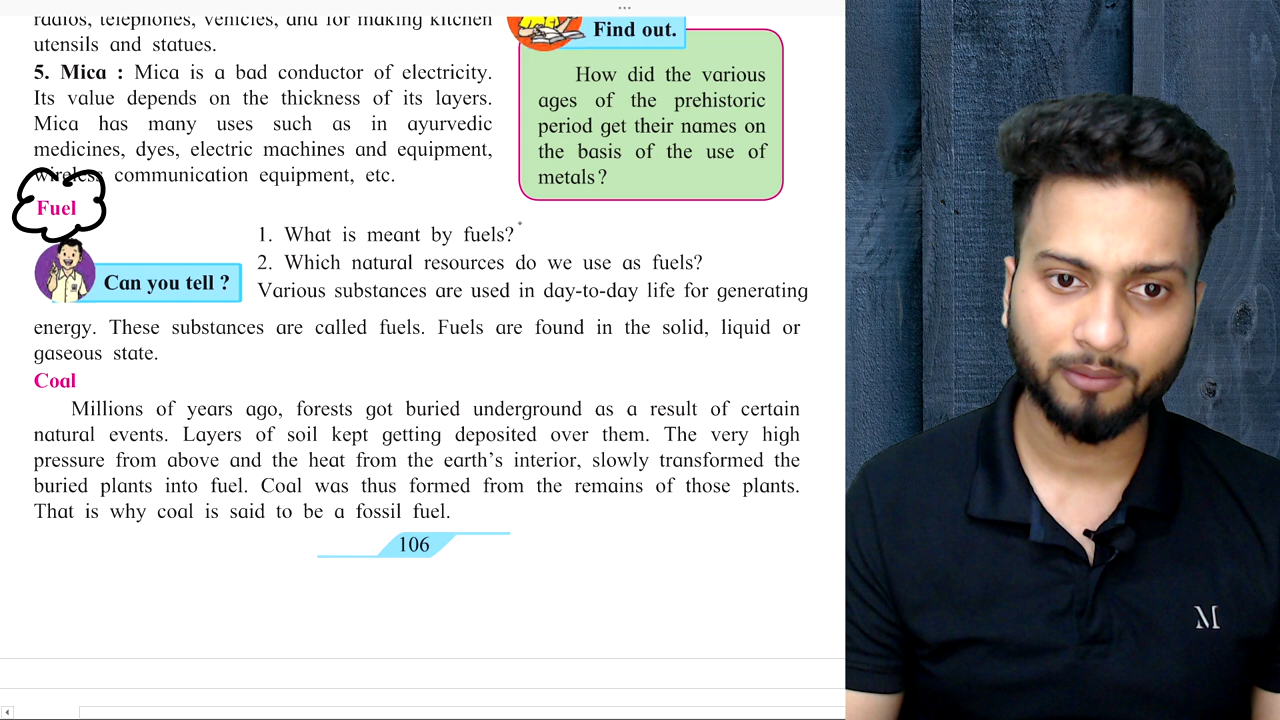 radios, telephones, vehicles, and for making kitchen
utensils and statues.
5. Mica : Mica is a bad conductor of electricity.
Its value depends on the thickness of its layers.
Mica has many uses such as in ayurvedic
medicines, dyes, electric machines and equipment,
wireless communication equipment, etc.
Find out.
How did the various
ages of the prehistoric
period get their names on
the basis of the use of
metals?
Fuel
Can you tell ?
1. What is meant by fuels?
2. Which natural resources do we use as fuels?
Various substances are used in day-to-day life for generating
energy. These substances are called fuels. Fuels are found in the solid, liquid or
gaseous state.
Coal
Millions of years ago, forests got buried underground as a result of certain
natural events. Layers of soil kept getting deposited over them. The very high
pressure from above and the heat from the earth's interior, slowly transformed the
buried plants into fuel. Coal was thus formed from the remains of those plants.
That is why coal is said to be a fossil fuel.
106
M